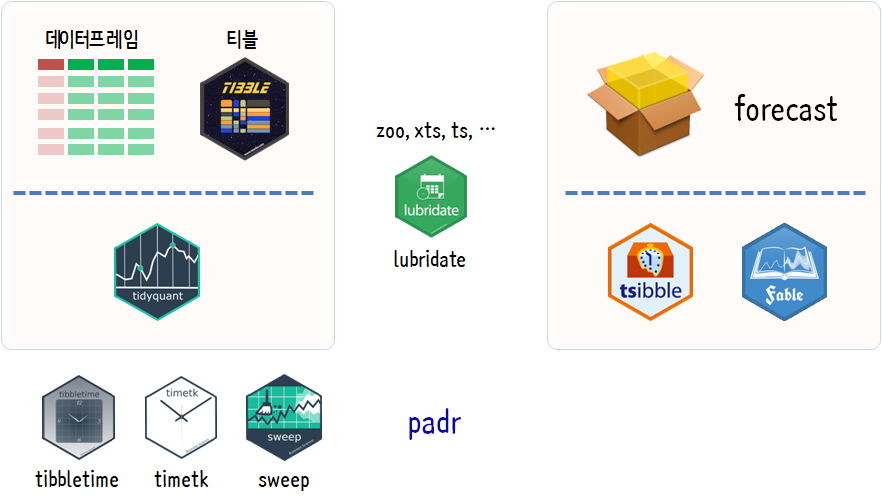 데이터프레임
티블
TIBBLE
zoo, xts, ts, …
lubridate
lubridate
tidyquant
forecast
tsibble
Fable
tibbletime
timetk
sweep
tibbletime
timetk
sweep
padr